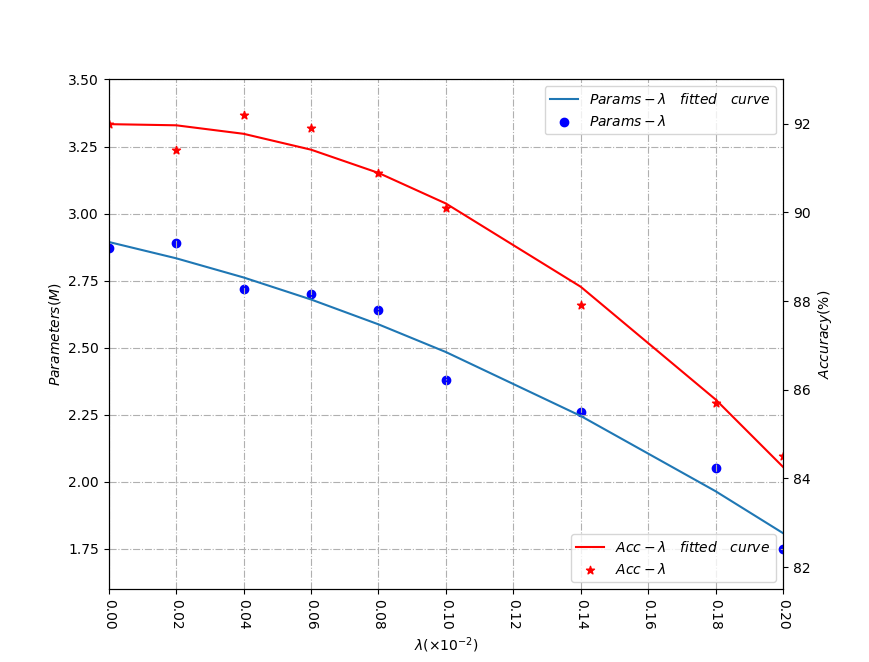 Params − λ fitted curve
Params − λ
3.50
3.25
3.00
2.75
2.50
2.25
2.00
1.75
Parameters(M)
92
90
88
86
84
82
Accuracy(%)
Acc − λ fitted curve
Acc − λ
0.00 0.02 0.04 0.06 0.08 0.10 0.12 0.14 0.16 0.18 0.20
λ(×10⁻²)